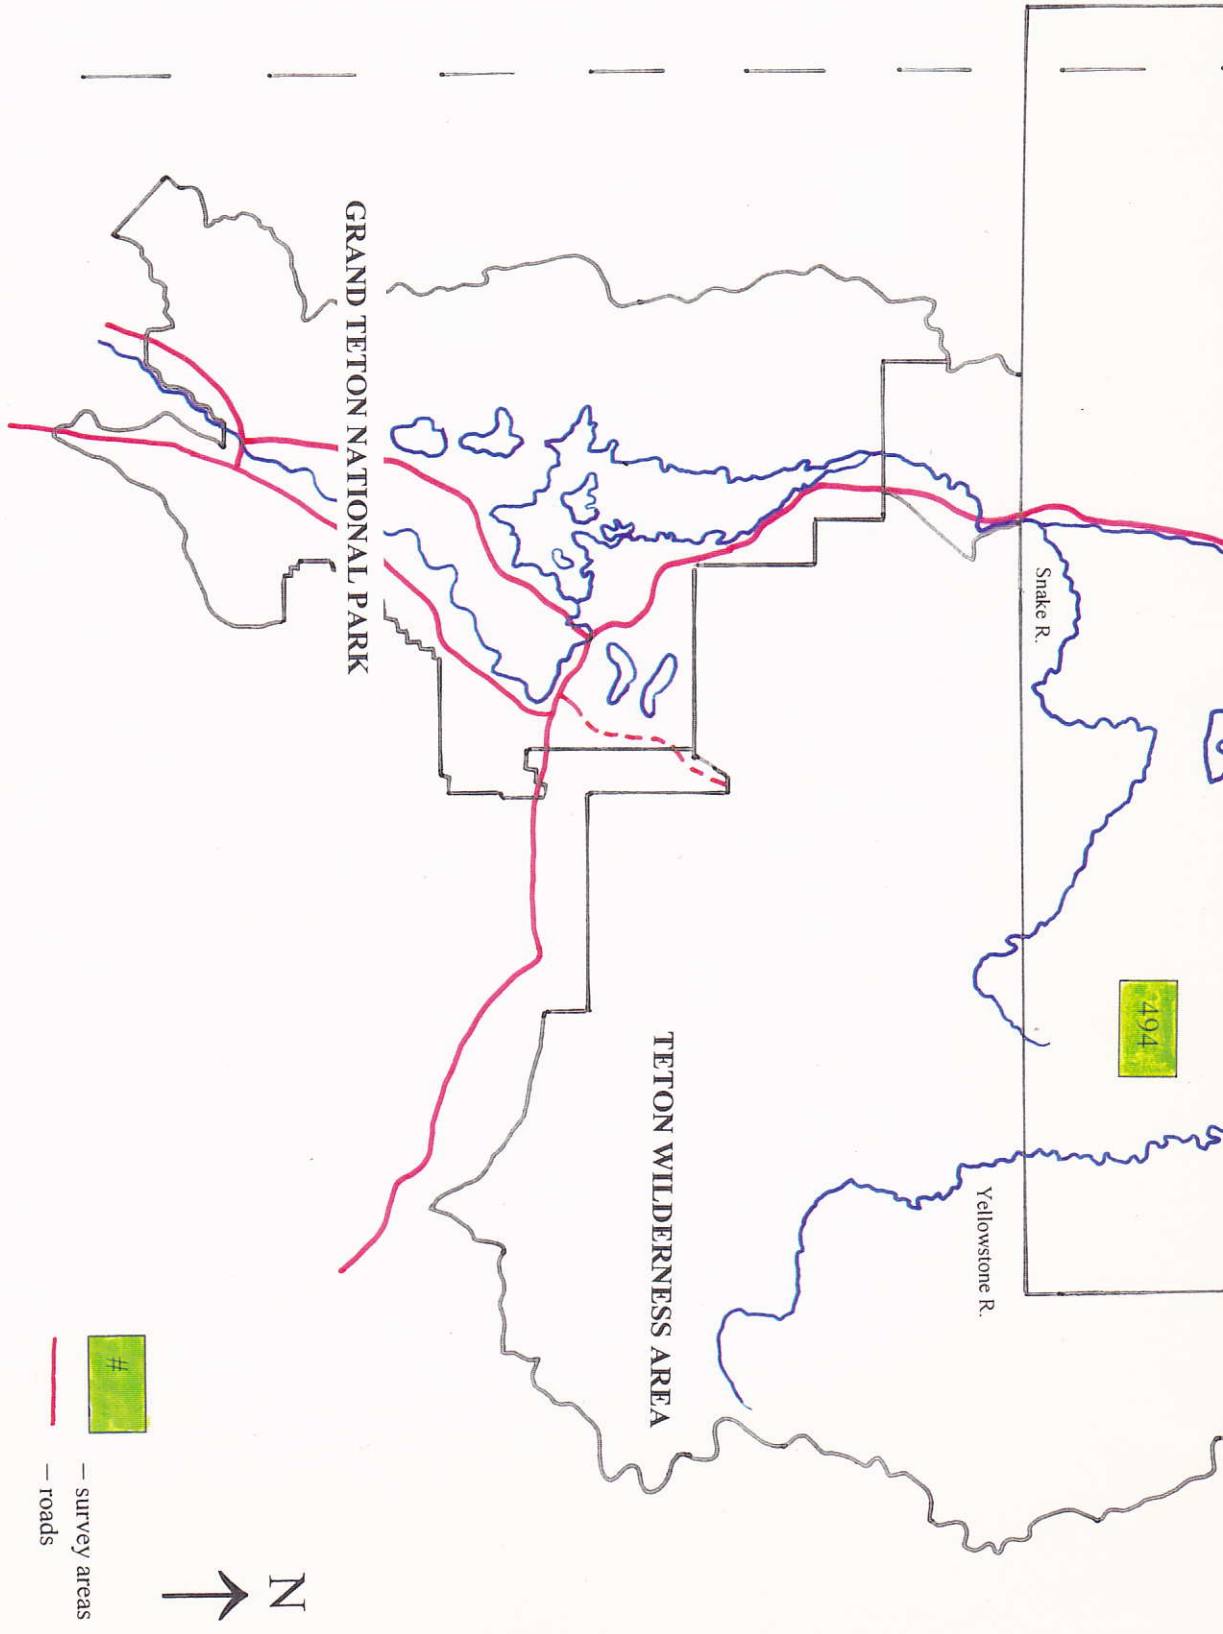 Snake R.
494
Yellowstone R.
TETON WILDERNESS AREA
GRAND TETON NATIONAL PARK
N
#
– survey areas
– roads